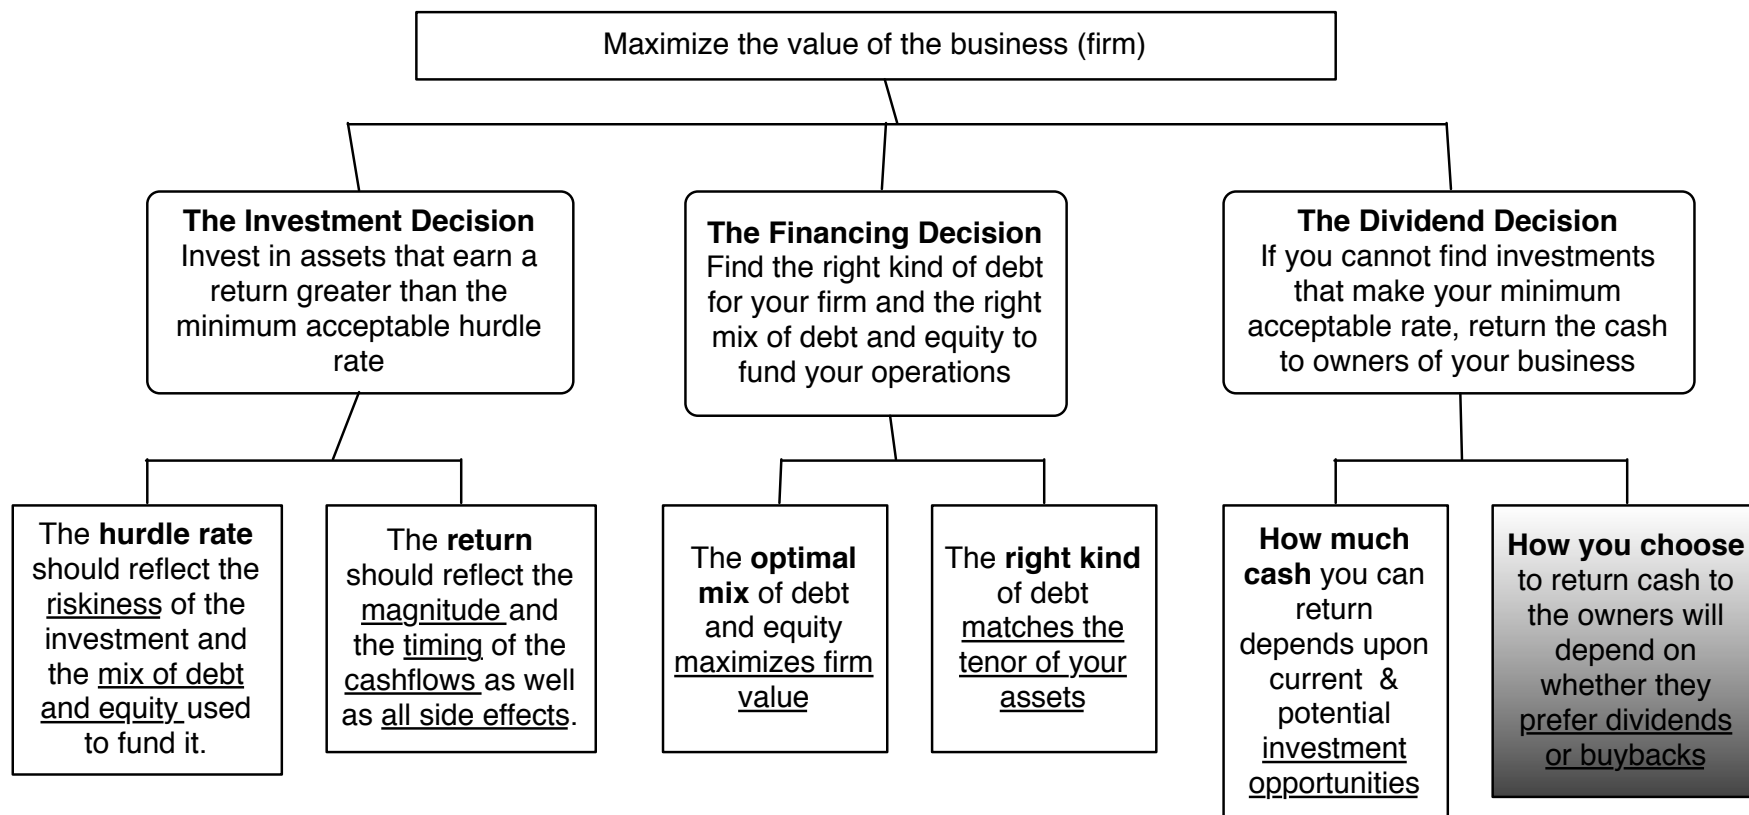 Maximize the value of the business (firm)
The Investment Decision
Invest in assets that earn a
return greater than the
minimum acceptable hurdle
rate
The Financing Decision
Find the right kind of debt
for your firm and the right
mix of debt and equity to
fund your operations
The Dividend Decision
If you cannot find investments
that make your minimum
acceptable rate, return the cash
to owners of your business
The hurdle rate
should reflect the
riskiness of the
investment and
the mix of debt
and equity used
to fund it.
The return
should reflect the
magnitude and
the timing of the
cashflows as well
as all side effects.
The optimal
mix of debt
and equity
maximizes firm
value
The right kind
of debt
matches the
tenor of your
assets
How much
cash you can
return
depends upon
current & 
potential
investment
opportunities
How you choose
to return cash to
the owners will
depend on
whether they
prefer dividends
or buybacks